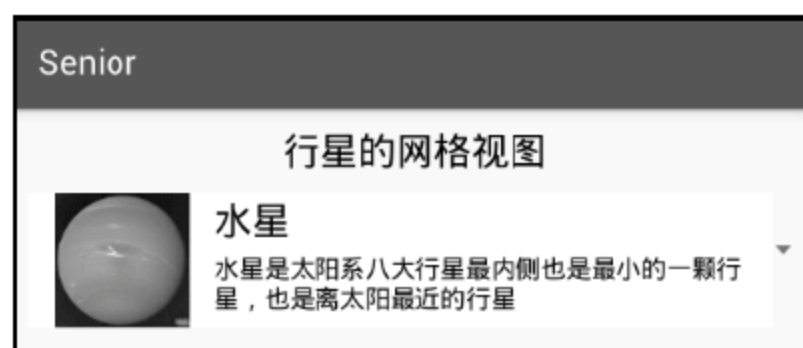 Senior
行星的网格视图
水星
水星是太阳系八大行星最内侧也是最小的一颗行
星，也是离太阳最近的行星